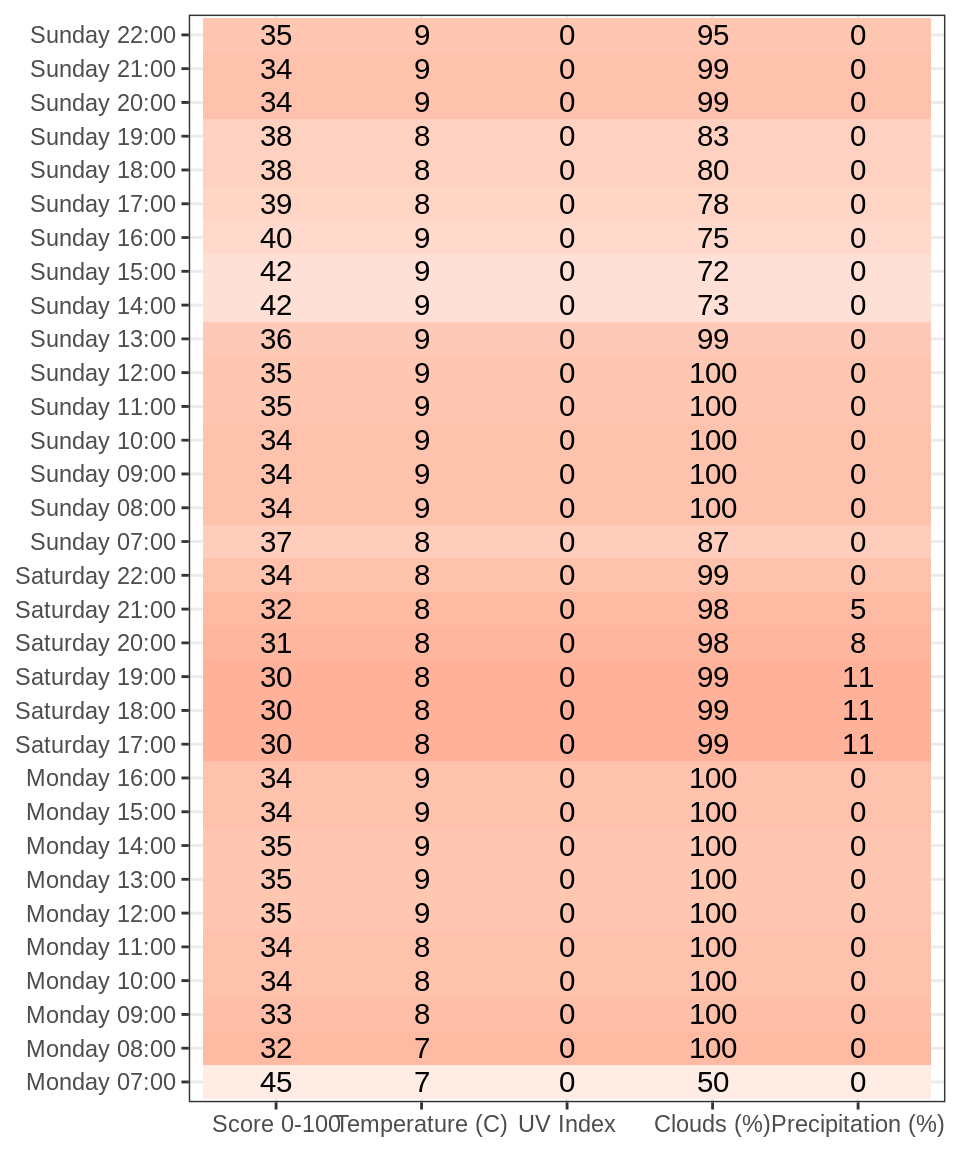 Sunday 22:00 35 9 0 95 0
Sunday 21:00 34 9 0 99 0
Sunday 20:00 34 9 0 99 0
Sunday 19:00 38 8 0 83 0
Sunday 18:00 38 8 0 80 0
Sunday 17:00 39 8 0 78 0
Sunday 16:00 40 9 0 75 0
Sunday 15:00 42 9 0 72 0
Sunday 14:00 42 9 0 73 0
Sunday 13:00 36 9 0 99 0
Sunday 12:00 35 9 0 100 0
Sunday 11:00 35 9 0 100 0
Sunday 10:00 34 9 0 100 0
Sunday 09:00 34 9 0 100 0
Sunday 08:00 34 9 0 100 0
Sunday 07:00 37 8 0 87 0
Saturday 22:00 34 8 0 99 0
Saturday 21:00 32 8 0 98 5
Saturday 20:00 31 8 0 98 8
Saturday 19:00 30 8 0 99 11
Saturday 18:00 30 8 0 99 11
Saturday 17:00 30 8 0 99 11
Monday 16:00 34 9 0 100 0
Monday 15:00 34 9 0 100 0
Monday 14:00 35 9 0 100 0
Monday 13:00 35 9 0 100 0
Monday 12:00 35 9 0 100 0
Monday 11:00 34 8 0 100 0
Monday 10:00 34 8 0 100 0
Monday 09:00 33 8 0 100 0
Monday 08:00 32 7 0 100 0
Monday 07:00 45 7 0 50 0
Score 0-100 Temperature (C) UV Index Clouds (%) Precipitation (%)